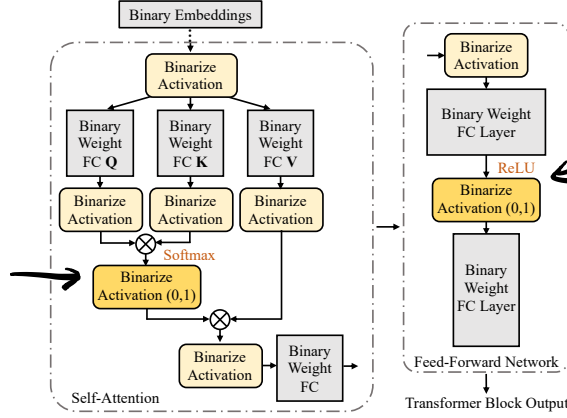 Binary Embeddings
Binarize
Activation
Binary
Weight
FC Q
Binary
Weight
FC K
Binary
Weight
FC V
Binarize
Activation
Binarize
Activation
Binarize
Activation
Softmax
Binarize
Activation (0,1)
Binarize
Activation
Binary
Weight
FC
Self-Attention
Binarize
Activation
Binary Weight
FC Layer
ReLU
Binarize
Activation (0,1)
Binary
Weight
FC Layer
Feed-Forward Network
Transformer Block Output